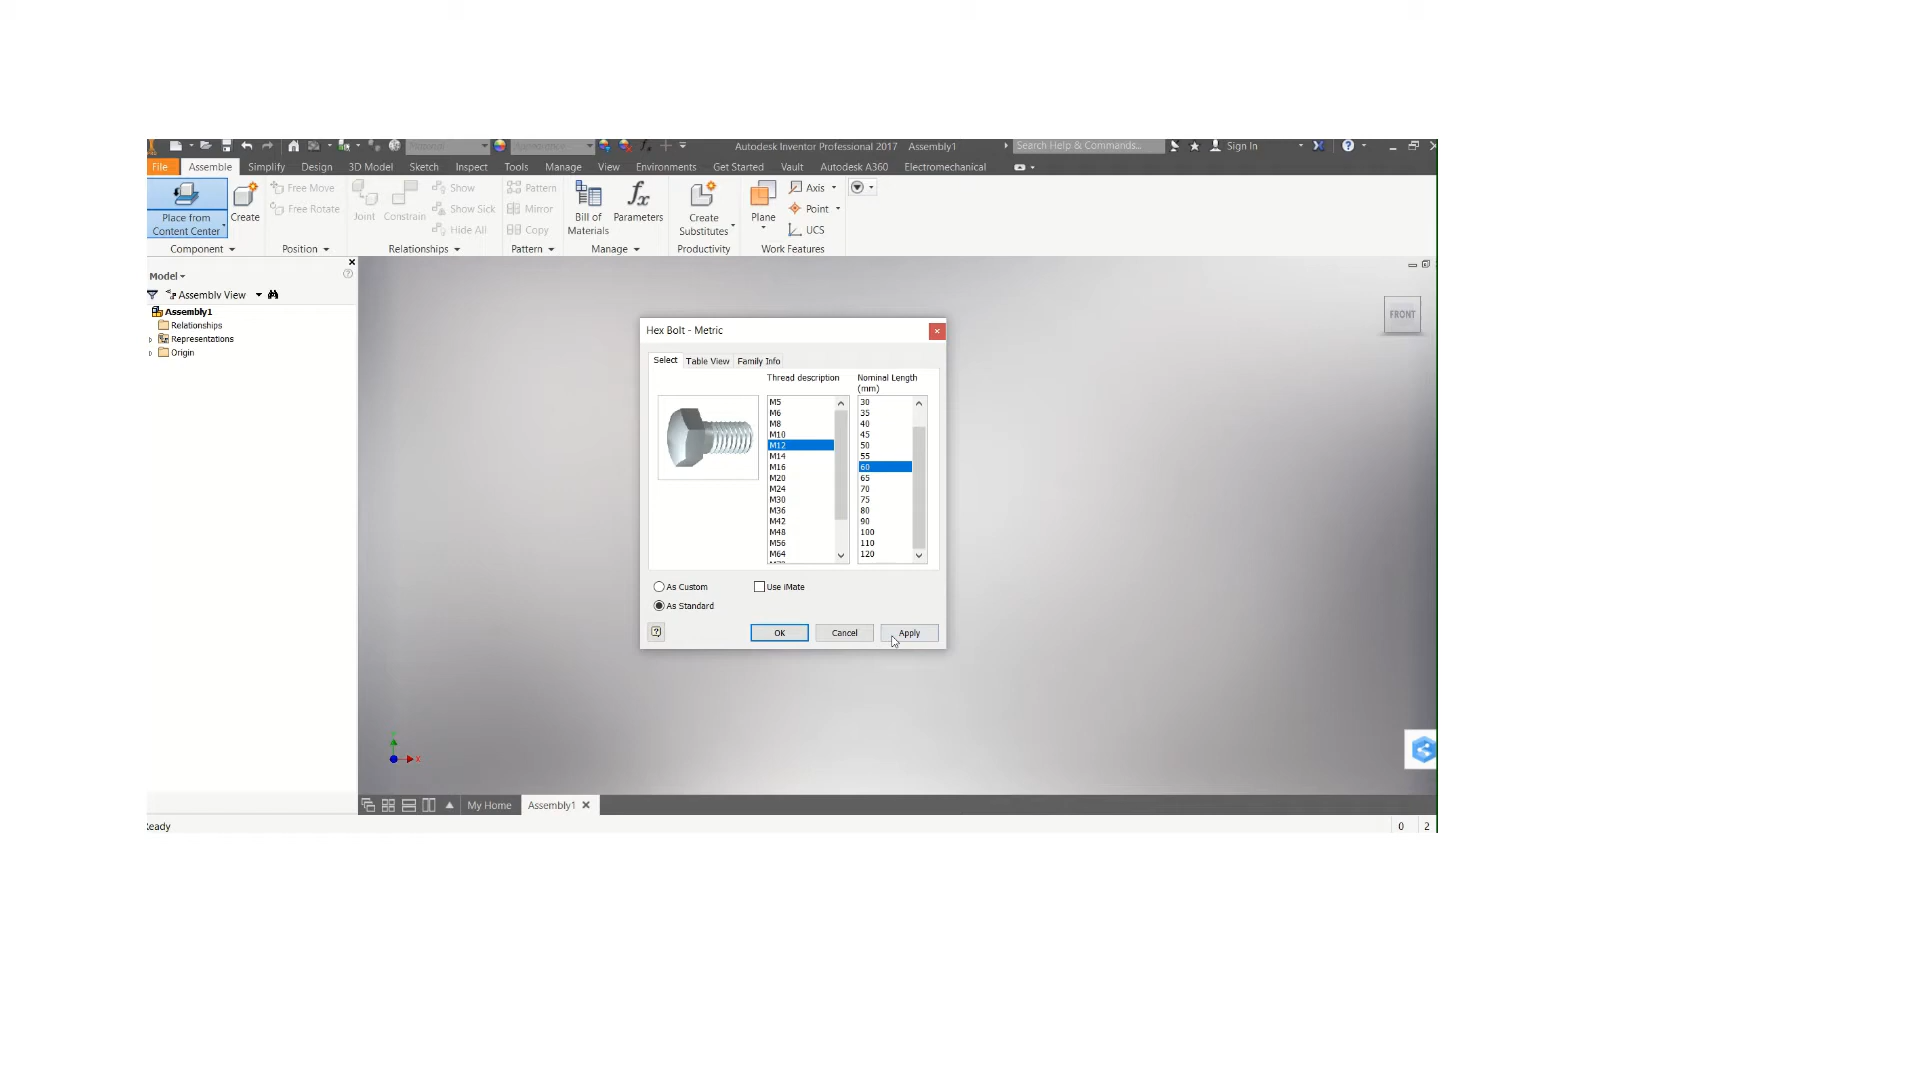 Autodesk Inventor Professional 2017 Assembly1 Search Help & Commands... Sign In
File Assemble Simplify Design 3D Model Sketch Inspect Tools Manage View Environments Get Started Vault Autodesk A360 Electromechanical
Place from Content Center
Create
Free Move
Free Rotate
Joint
Constrain
Show
Show Sick
Hide All
Pattern
Mirror
Copy
Bill of Materials
Parameters
Create Substitutes
Plane
Axis
Point
UCS
Component Position Relationships Pattern Manage Productivity Work Features
Model
Assembly View
Assembly1
Relationships
Representations
Origin
FRONT
Hex Bolt - Metric
Select Table View Family Info
Thread description
Nominal Length (mm)
M5 30
M6 35
M8 40
M10 45
M12 50
M14 55
M16 60
M20 65
M24 70
M30 75
M36 80
M42 90
M48 100
M56 110
M64 120
As Custom Use iMate
As Standard
OK Cancel Apply
X
My Home Assembly1
eady 0 2